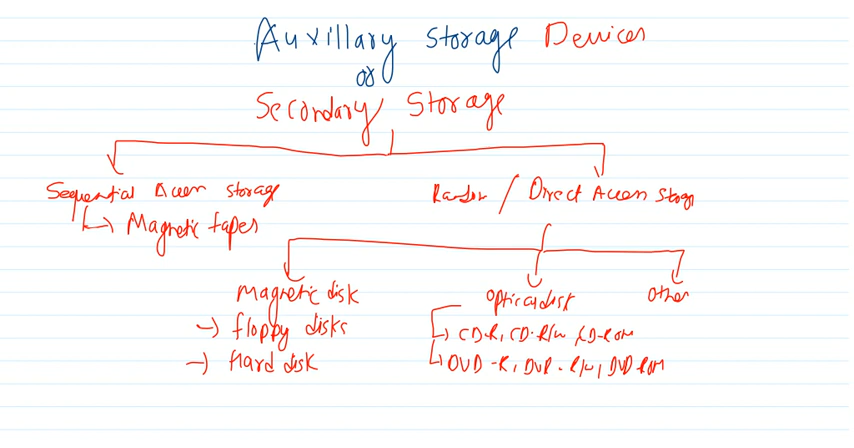 Auxillary Storage Devices
or
Secondary Storage
Sequential Access Storage
Random / Direct Access Storage
→ Magnetic tapes
Magnetic disk
Optical disk
Other
→ floppy disks
→ CD-R, CD-R/W, CD-ROM
→ Hard disk
→ DVD-R, DVD-R/W, DVD ROM